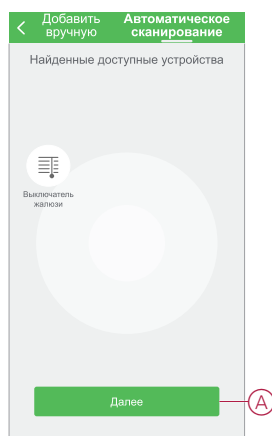 Добавить
вручную
Автоматическое
сканирование
Найденные доступные устройства
Выключатель
жалюзи
Далее
A